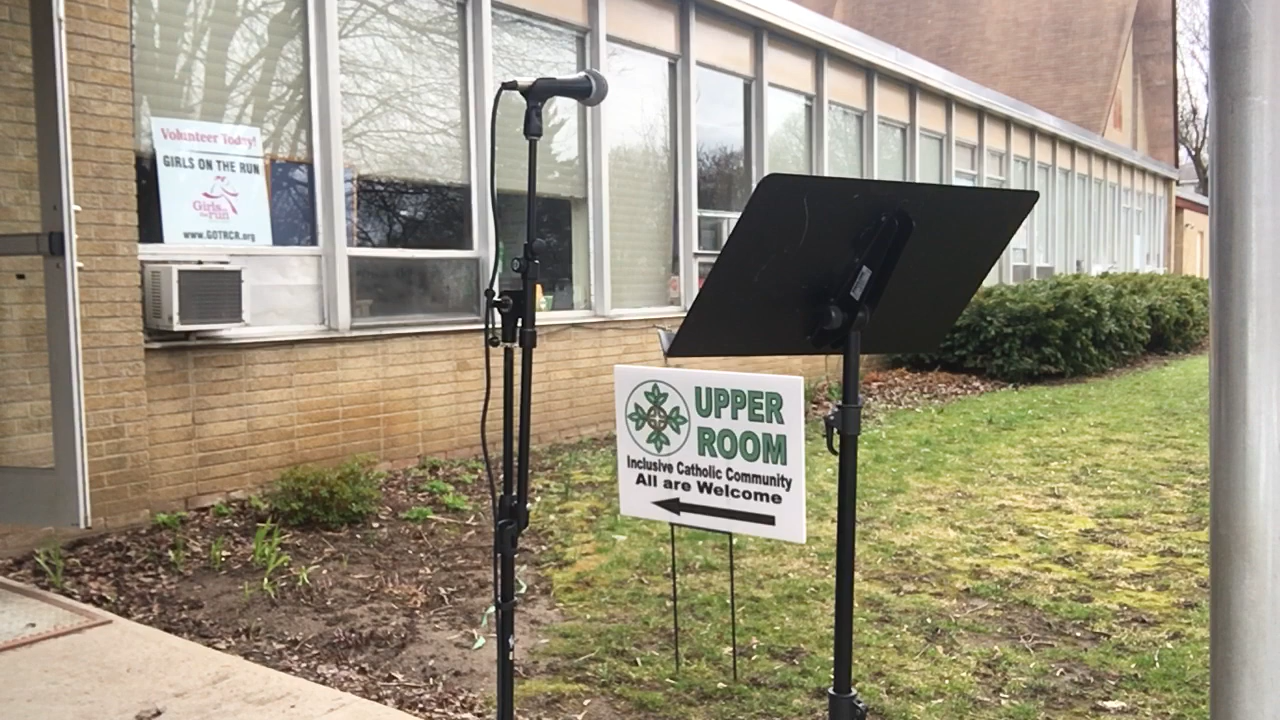 Volunteer Today!
GIRLS ON THE RUN
Girls
on the
run
www.GOTRCR.org
UPPER
ROOM
Inclusive Catholic Community
All are Welcome